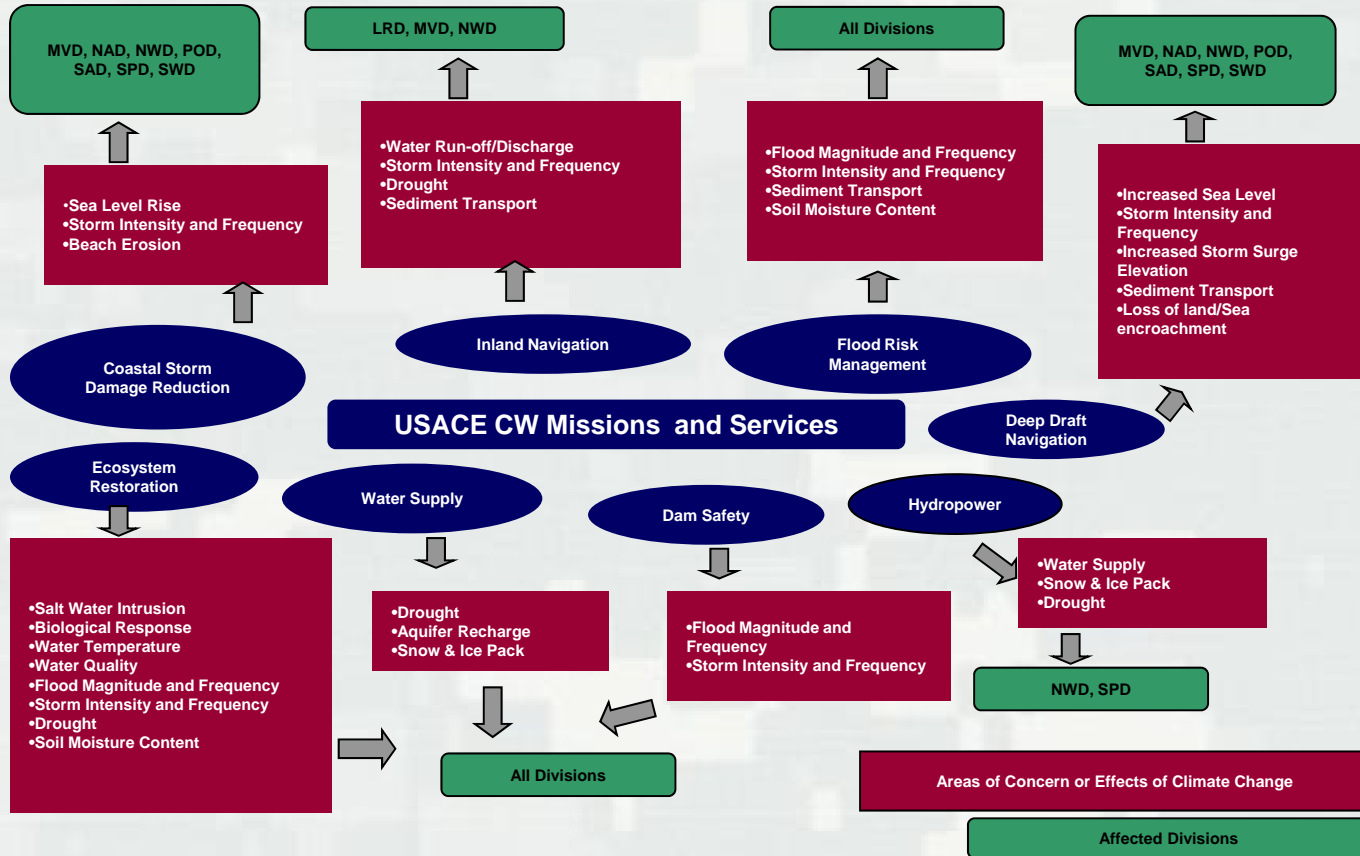 MVD, NAD, NWD, POD,
SAD, SPD, SWD
LRD, MVD, NWD
All Divisions
MVD, NAD, NWD, POD,
SAD, SPD, SWD
•Sea Level Rise
•Storm Intensity and Frequency
•Beach Erosion
•Water Run-off/Discharge
•Storm Intensity and Frequency
•Drought
•Sediment Transport
•Flood Magnitude and Frequency
•Storm Intensity and Frequency
•Sediment Transport
•Soil Moisture Content
•Increased Sea Level
•Storm Intensity and
Frequency
•Increased Storm Surge
Elevation
•Sediment Transport
•Loss of land/Sea
encroachment
Coastal Storm
Damage Reduction
Inland Navigation
Flood Risk
Management
Deep Draft
Navigation
USACE CW Missions and Services
Ecosystem
Restoration
Water Supply
Dam Safety
Hydropower
•Salt Water Intrusion
•Biological Response
•Water Temperature
•Water Quality
•Flood Magnitude and Frequency
•Storm Intensity and Frequency
•Drought
•Soil Moisture Content
•Drought
•Aquifer Recharge
•Snow & Ice Pack
•Flood Magnitude and
Frequency
•Storm Intensity and Frequency
•Water Supply
•Snow & Ice Pack
•Drought
All Divisions
NWD, SPD
Areas of Concern or Effects of Climate Change
Affected Divisions